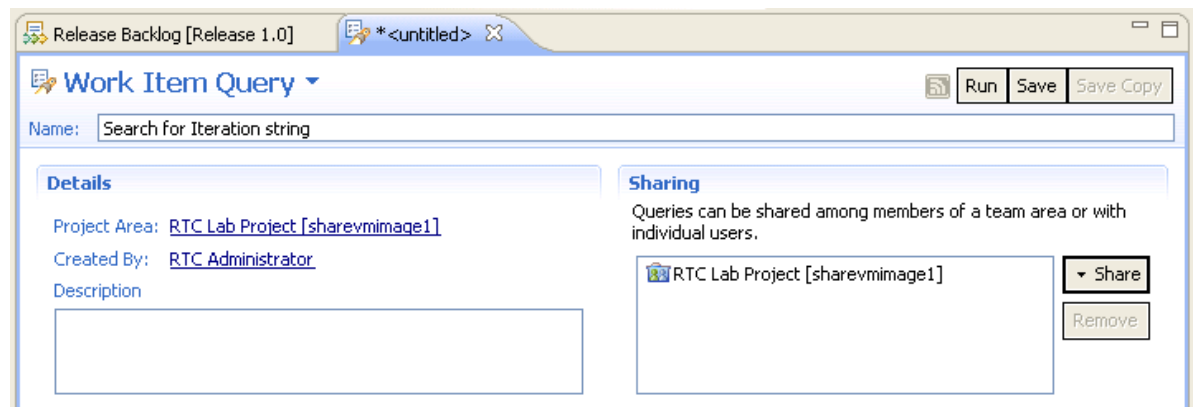 Release Backlog [Release 1.0]
*<untitled>
Work Item Query
Run
Save
Save Copy
Name:
Search for Iteration string
Details
Project Area: RTC Lab Project [sharevmimage1]
Created By: RTC Administrator
Description
Sharing
Queries can be shared among members of a team area or with
individual users.
RTC Lab Project [sharevmimage1]
Share
Remove